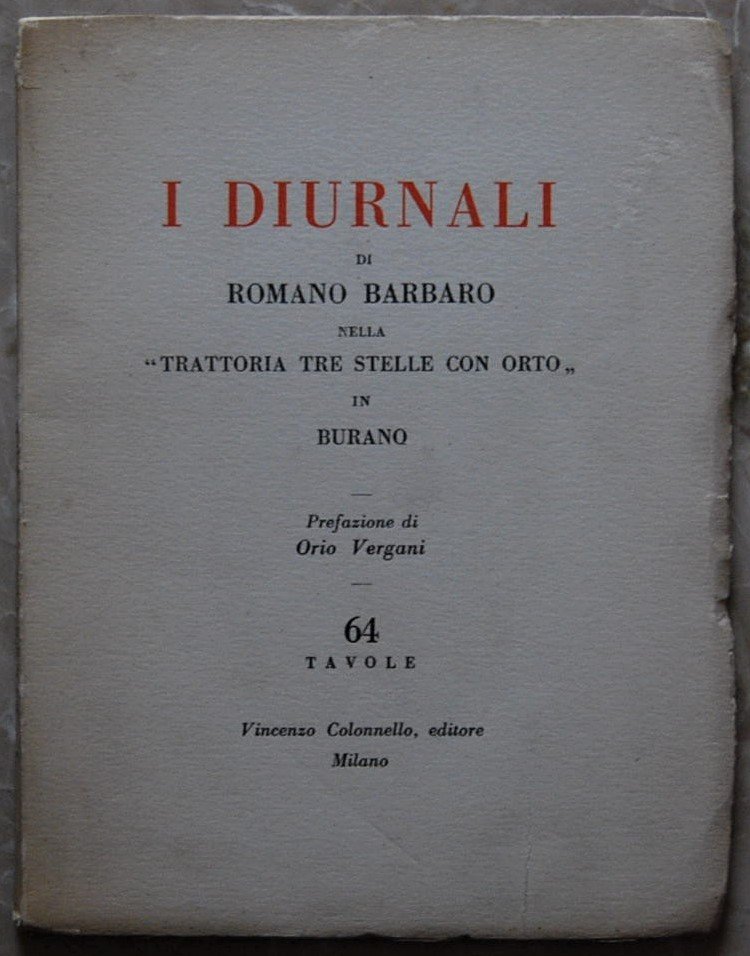 I DIURNALI
DI
ROMANO BARBARO
NELLA
“TRATTORIA TRE STELLE CON ORTO„
IN
BURANO
Prefazione di
Orio Vergani
64
TAVOLE
Vincenzo Colonnello, editore
Milano